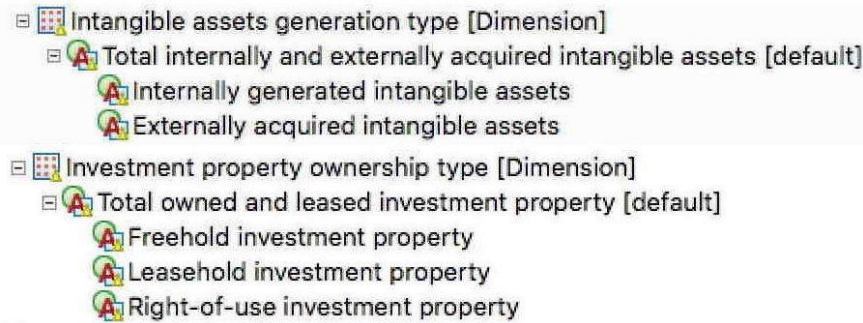 Intangible assets generation type [Dimension]
Total internally and externally acquired intangible assets [default]
Internally generated intangible assets
Externally acquired intangible assets
Investment property ownership type [Dimension]
Total owned and leased investment property [default]
Freehold investment property
Leasehold investment property
Right-of-use investment property